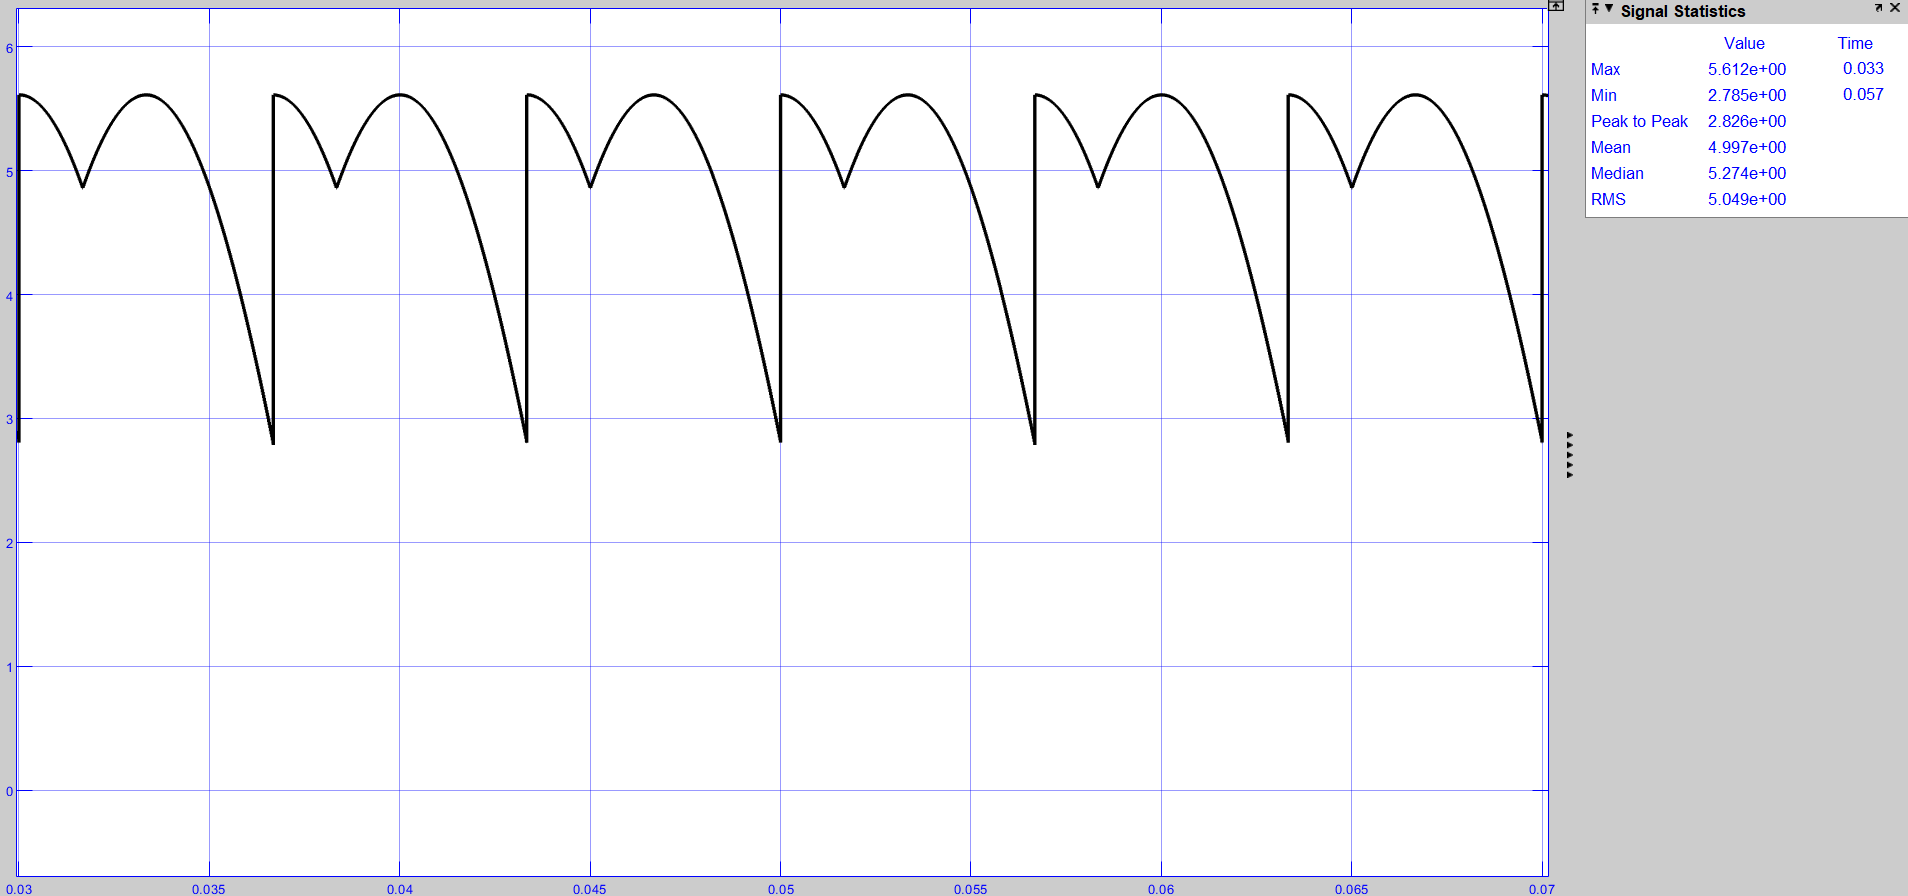 Signal Statistics
Value Time
Max 5.612e+00 0.033
Min 2.785e+00 0.057
Peak to Peak 2.826e+00
Mean 4.997e+00
Median 5.274e+00
RMS 5.049e+00
6
5
4
3
2
1
0
0.03 0.035 0.04 0.045 0.05 0.055 0.06 0.065 0.07